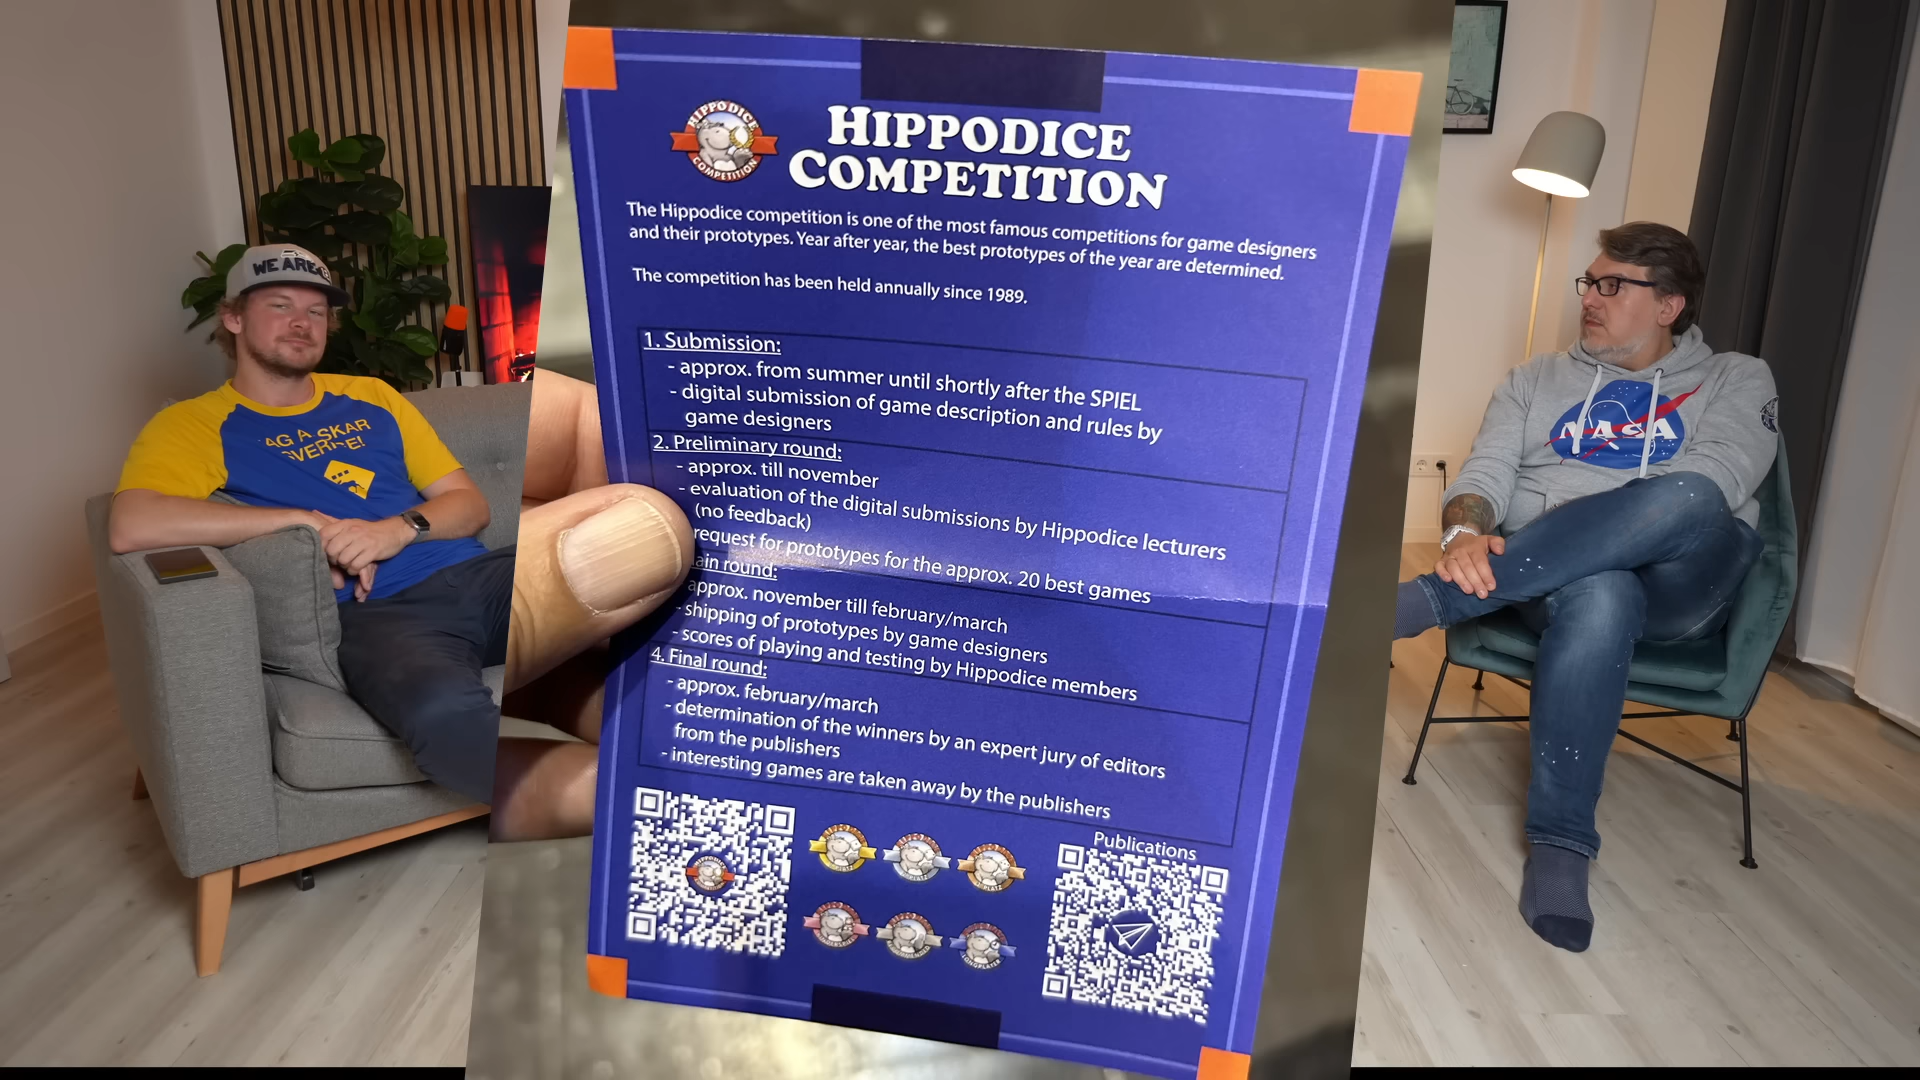 HIPPODICE
COMPETITION
HIPPODICE
COMPETITION
The Hippodice competition is one of the most famous competitions for game designers
and their prototypes. Year after year, the best prototypes of the year are determined.
The competition has been held annually since 1989.
1. Submission:
- approx. from summer until shortly after the SPIEL
- digital submission of game description and rules by
game designers
2. Preliminary round:
- approx. till november
- evaluation of the digital submissions by Hippodice lecturers
(no feedback)
request for prototypes for the approx. 20 best games
ain round:
approx. november till february/march
- shipping of prototypes by game designers
- scores of playing and testing by Hippodice members
4. Final round:
- approx. february/march
- determination of the winners by an expert jury of editors
from the publishers
- interesting games are taken away by the publishers
Publications
WE ARE
AG A SKAR
VERIGE!
NASA